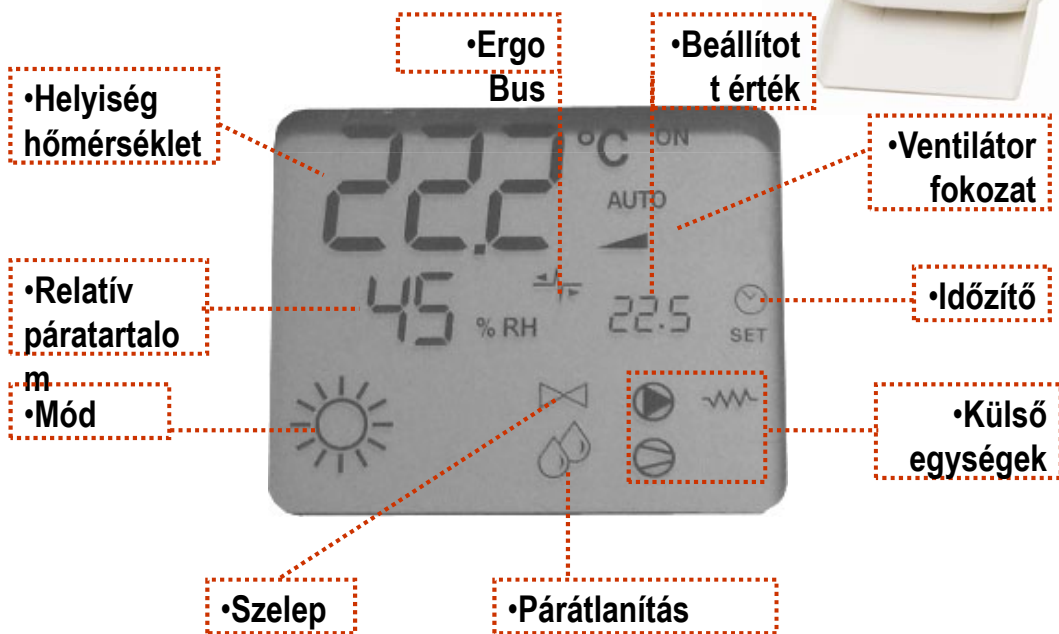 •Ergo
Bus
•Beállítot
t érték
•Helyiség
hőmérséklet
22.2 °C ON
AUTO
•Ventilátor
fokozat
•Relatív
páratartalo
m
45 % RH
22.5
SET
•Időzítő
•Mód
•Külső
egységek
•Szelep
•Párátlanítás